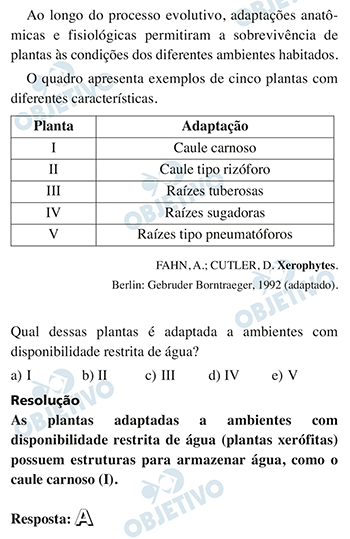 Ao longo do processo evolutivo, adaptações anatô-
micas e fisiológicas permitiram a sobrevivência de
plantas às condições dos diferentes ambientes habitados.
O quadro apresenta exemplos de cinco plantas com
diferentes características.
Planta Adaptação
I Caule carnoso
II Caule tipo rizóforo
III Raízes tuberosas
IV Raízes sugadoras
V Raízes tipo pneumatóforos
FAHN, A.; CUTLER, D. Xerophytes.
Berlin: Gebruder Borntraeger, 1992 (adaptado).
Qual dessas plantas é adaptada a ambientes com
disponibilidade restrita de água?
a) I b) II c) III d) IV e) V
Resolução
As plantas adaptadas a ambientes com
disponibilidade restrita de água (plantas xerófitas)
possuem estruturas para armazenar água, como o
caule carnoso (I).
Resposta: A
OBJETIVO
OBJETIVO
OBJETIVO
OBJETIVO
OBJETIVO